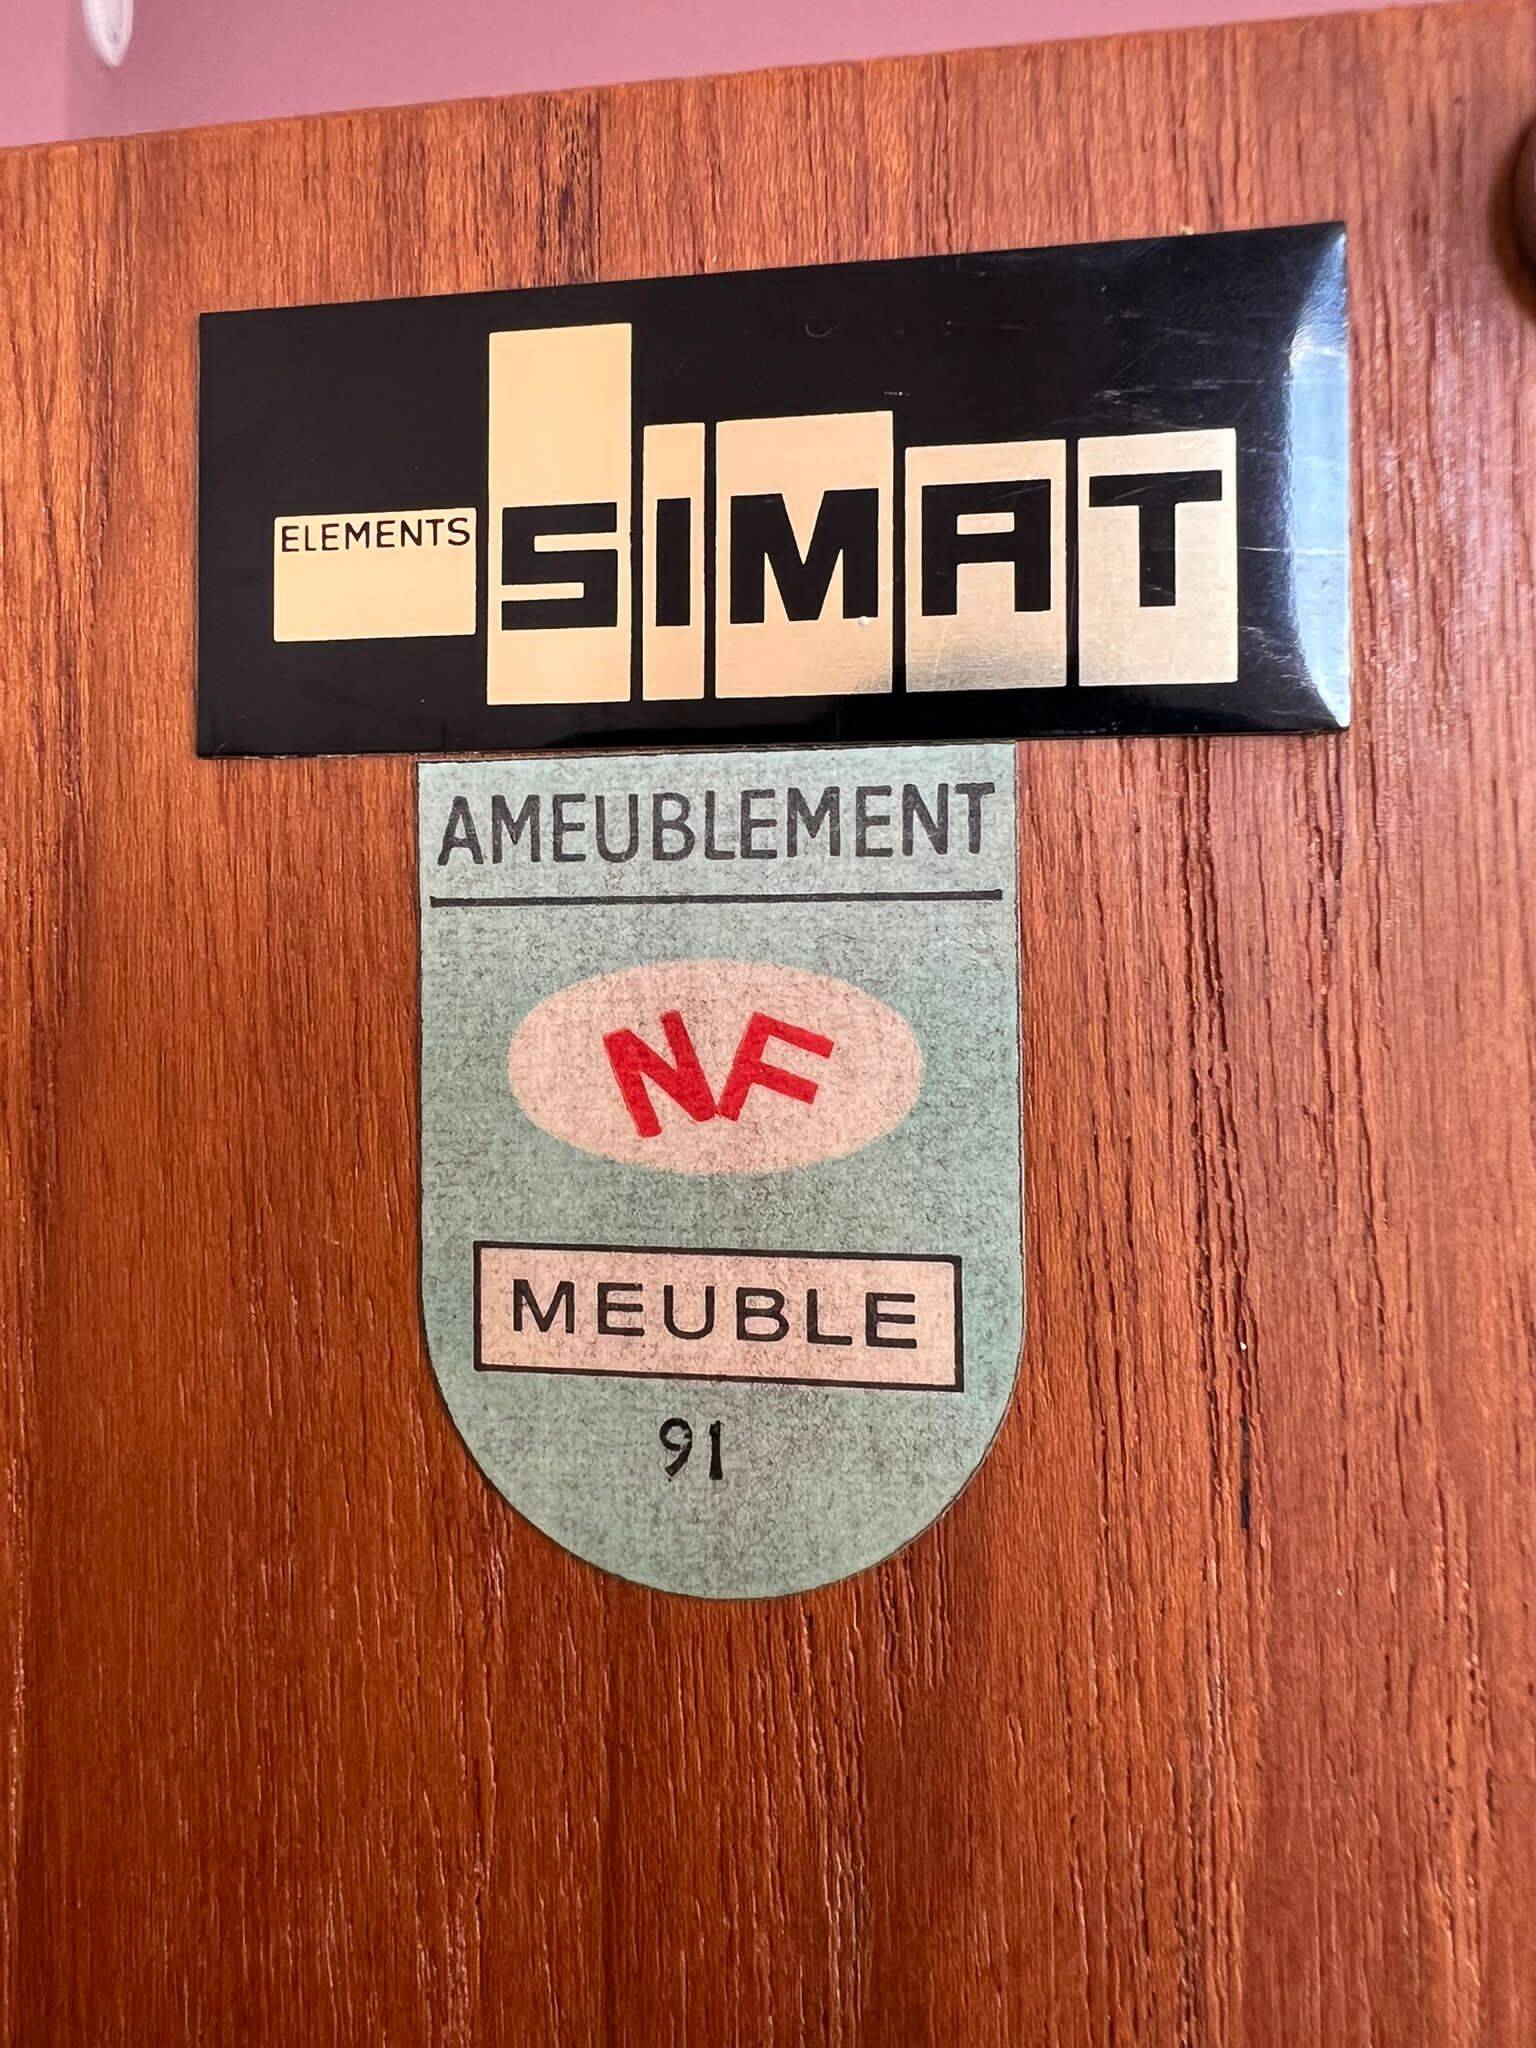 ELEMENTS SIMAT
AMEUBLEMENT
NF
MEUBLE
91